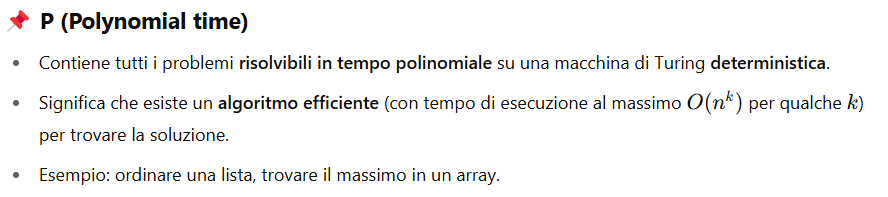 📌 P (Polynomial time)
• Contiene tutti i problemi risolvibili in tempo polinomiale su una macchina di Turing deterministica.
• Significa che esiste un algoritmo efficiente (con tempo di esecuzione al massimo O(n^k) per qualche k)
per trovare la soluzione.
• Esempio: ordinare una lista, trovare il massimo in un array.